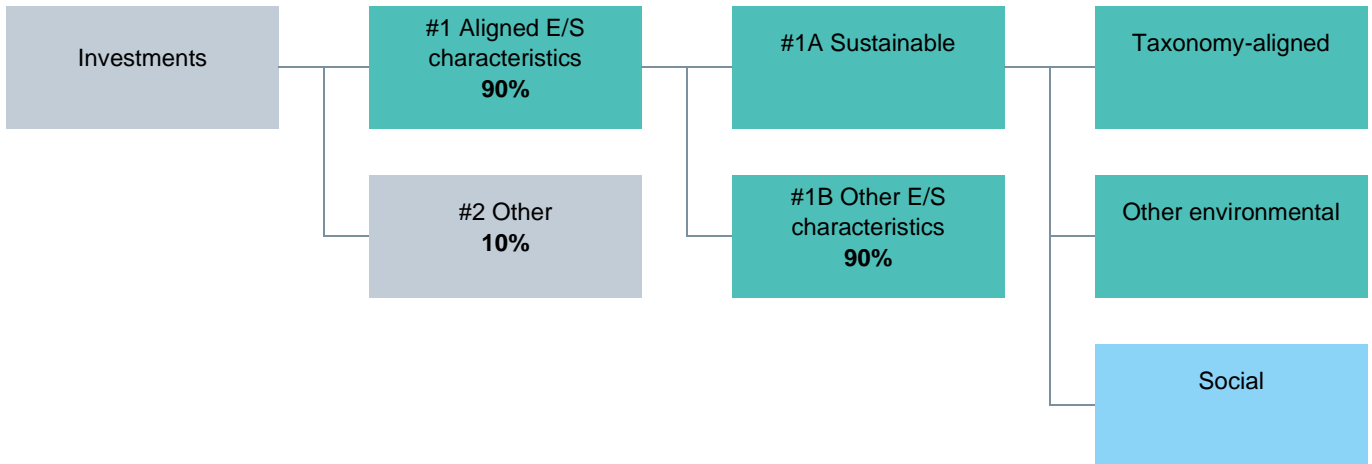 Investments
#1 Aligned E/S
characteristics
90%
#1A Sustainable
Taxonomy-aligned
#2 Other
10%
#1B Other E/S
characteristics
90%
Other environmental
Social